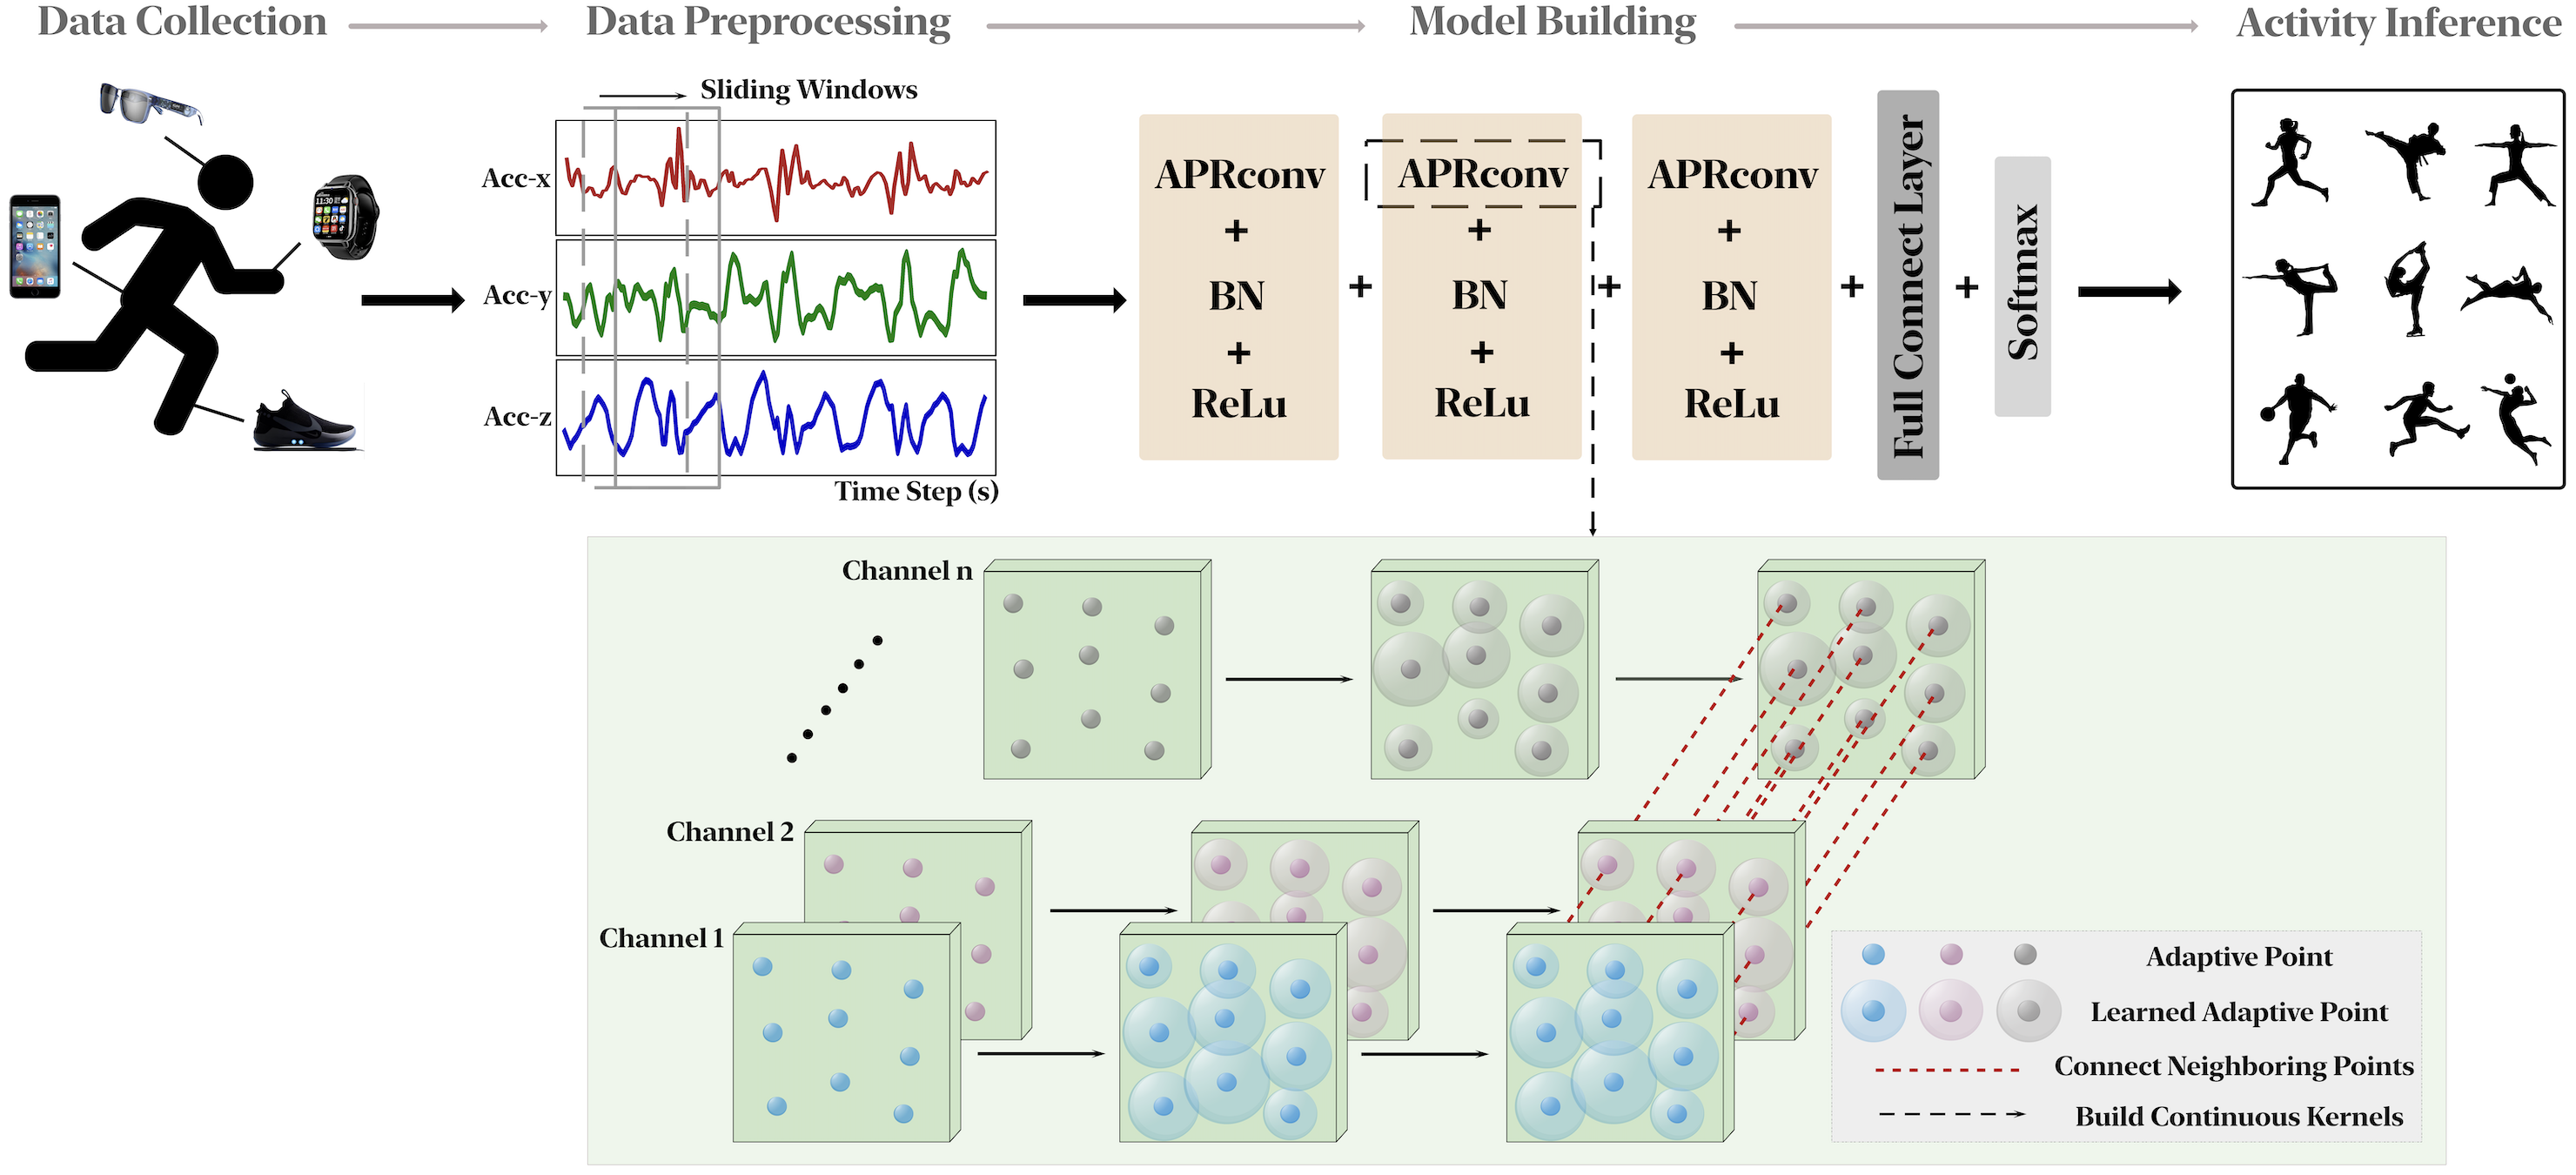 Data Collection
Data Preprocessing
Model Building
Activity Inference
Sliding Windows
11:30
Acc-x
Acc-y
Acc-z
Time Step (s)
APRconv
+
BN
+
ReLu
+
APRconv
+
BN
+
ReLu
+
APRconv
+
BN
+
ReLu
+
Full Connect Layer
+
Softmax
Channel n
Channel 2
Channel 1
Adaptive Point
Learned Adaptive Point
Connect Neighboring Points
Build Continuous Kernels